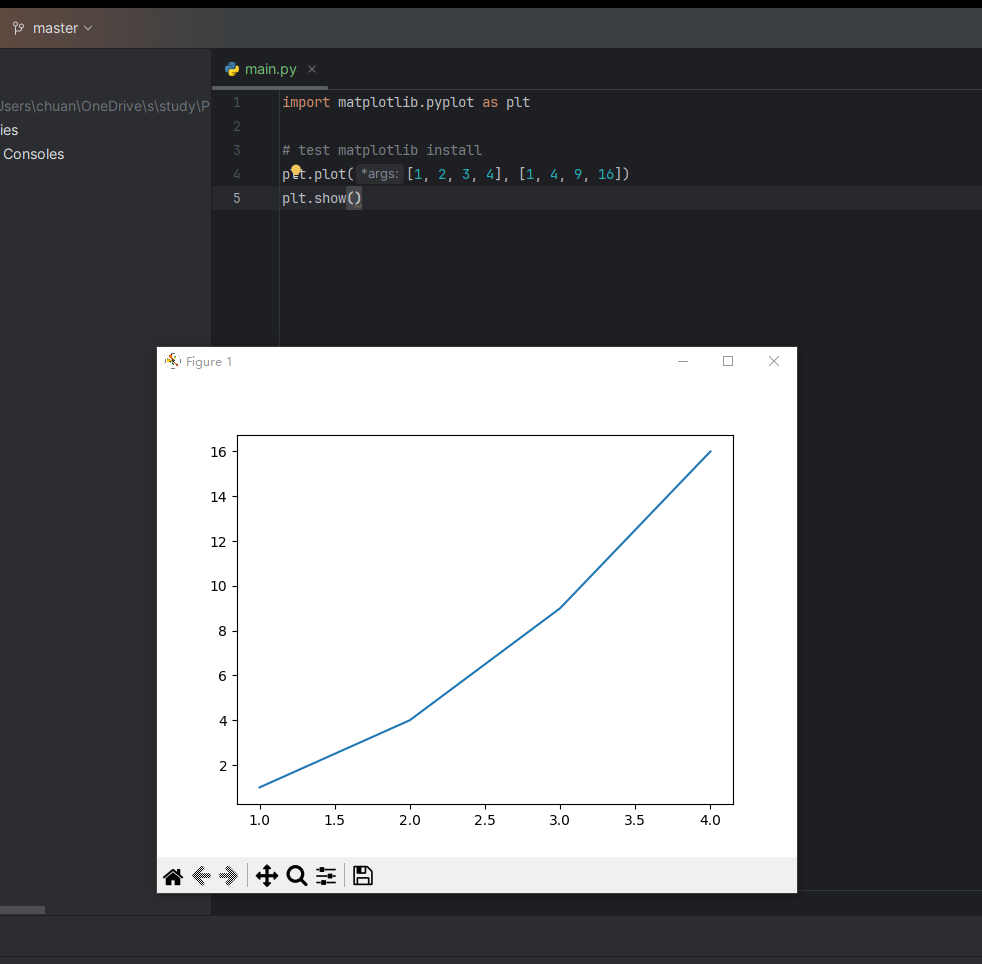 master
main.py
Users\chuan\OneDrive\s\study\P
ies
Consoles
1 import matplotlib.pyplot as plt
2
3 # test matplotlib install
4 plt.plot( *args: [1, 2, 3, 4], [1, 4, 9, 16])
5 plt.show()
Figure 1
16
14
12
10
8
6
4
2
1.0 1.5 2.0 2.5 3.0 3.5 4.0